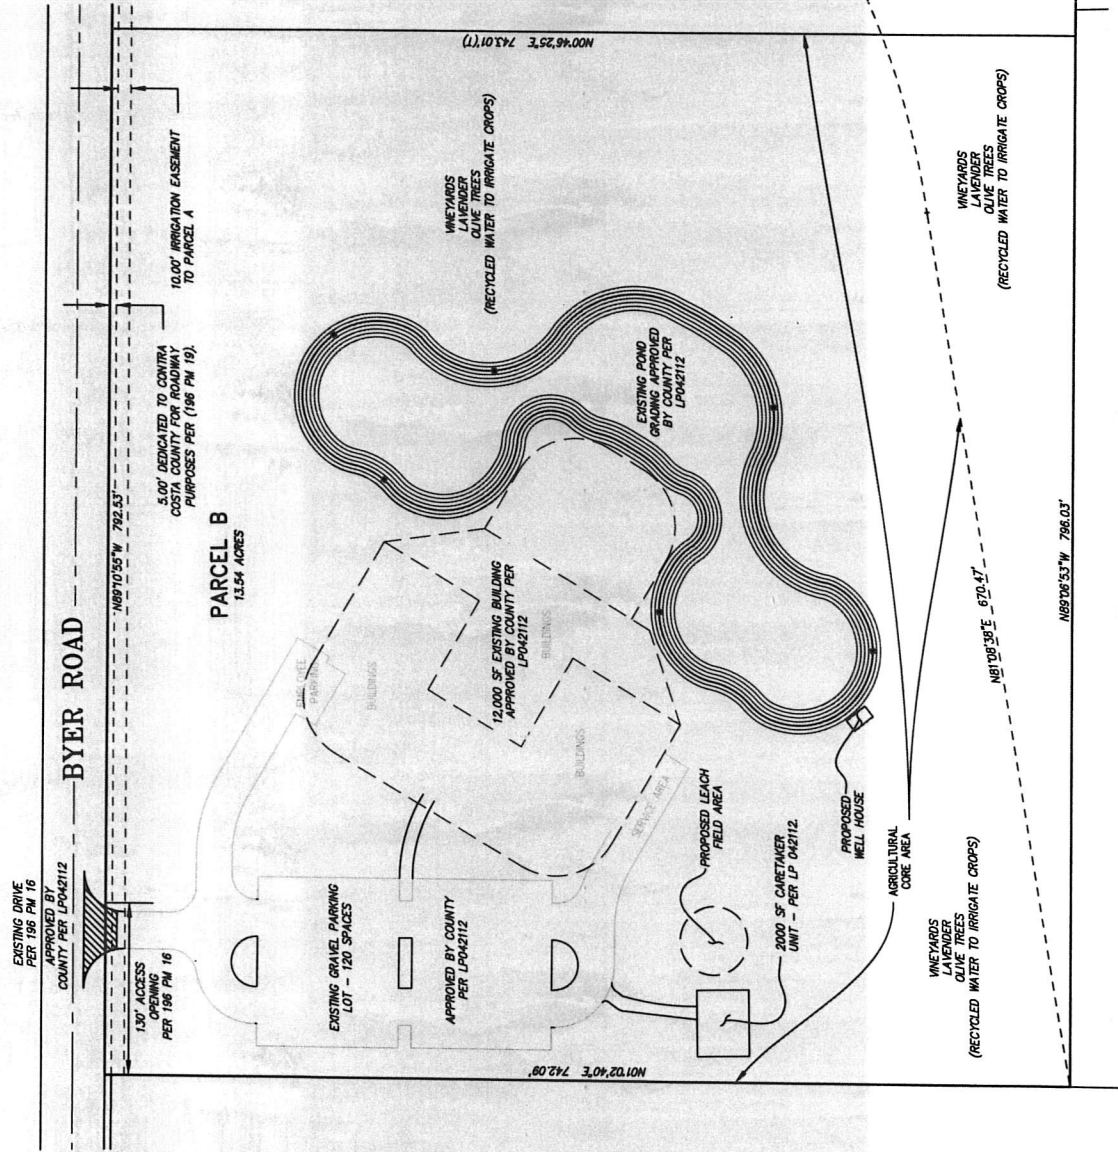 BYER ROAD
EXISTING DRIVE
PER 196 PM 16
APPROVED BY
COUNTY PER LP042112
130' ACCESS
OPENING
PER 196 PM 16
N89°10'55"W 792.53'
5.00' DEDICATED TO CONTRA
COSTA COUNTY FOR ROADWAY
PURPOSES PER (196 PM 19).
10.00' IRRIGATION EASEMENT
TO PARCEL A
PARCEL B
13.54 ACRES
EMPLOYEE
PARKING
BUILDINGS
EXISTING GRAVEL PARKING
LOT - 120 SPACES
APPROVED BY COUNTY
PER LP042112
12,000 SF EXISTING BUILDING
APPROVED BY COUNTY PER
LP042112
BUILDINGS
BUILDINGS
SERVICE AREA
VINEYARDS
LAVENDER
OLIVE TREES
(RECYCLED WATER TO IRRIGATE CROPS)
N00°46'25"E 743.01'(T)
EXISTING POND
GRADING APPROVED
BY COUNTY PER
LP042112
N01°02'40"E 742.09'
PROPOSED LEACH
FIELD AREA
2000 SF CARETAKER
UNIT - PER LP 042112.
PROPOSED
WELL HOUSE
AGRICULTURAL
CORE AREA
VINEYARDS
LAVENDER
OLIVE TREES
(RECYCLED WATER TO IRRIGATE CROPS)
VINEYARDS
LAVENDER
OLIVE TREES
(RECYCLED WATER TO IRRIGATE CROPS)
N81°08'38"E 670.47'
N89°06'53"W 796.03'